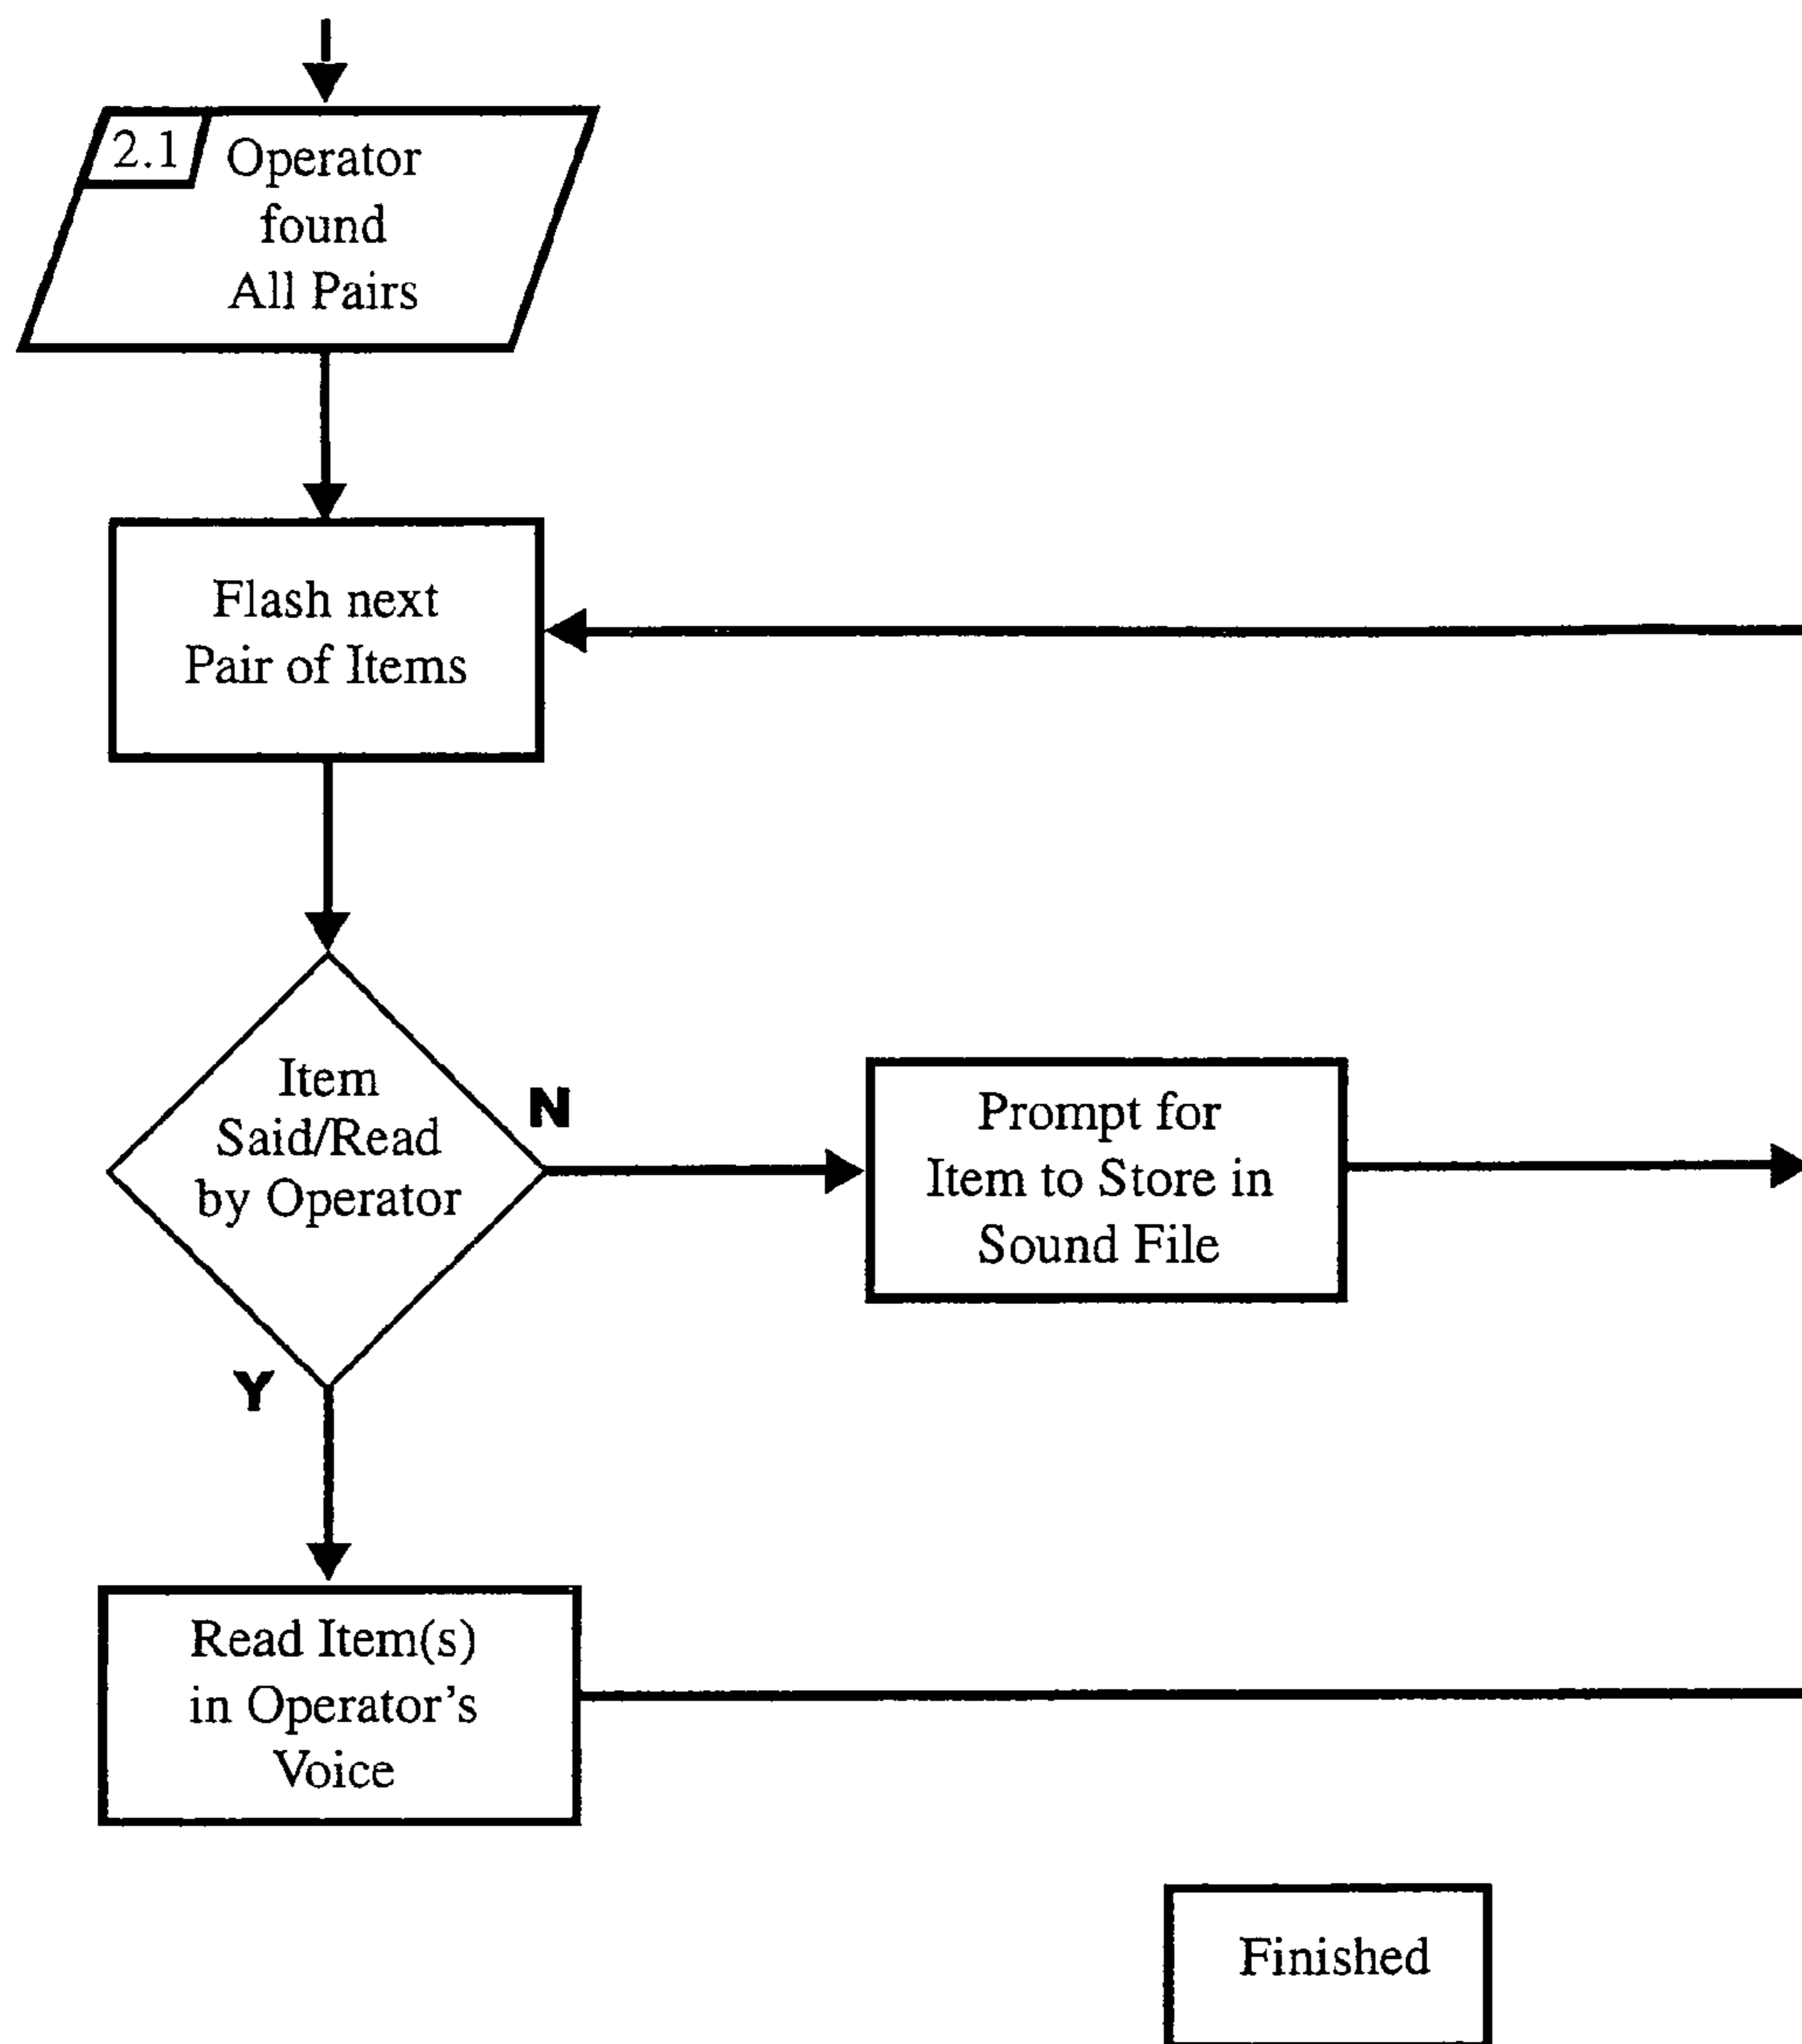 2.1
Operator
found
All Pairs
Flash next
Pair of Items
Item
Said/Read
by Operator
N
Prompt for
Item to Store in
Sound File
Y
Read Item(s)
in Operator's
Voice
Finished